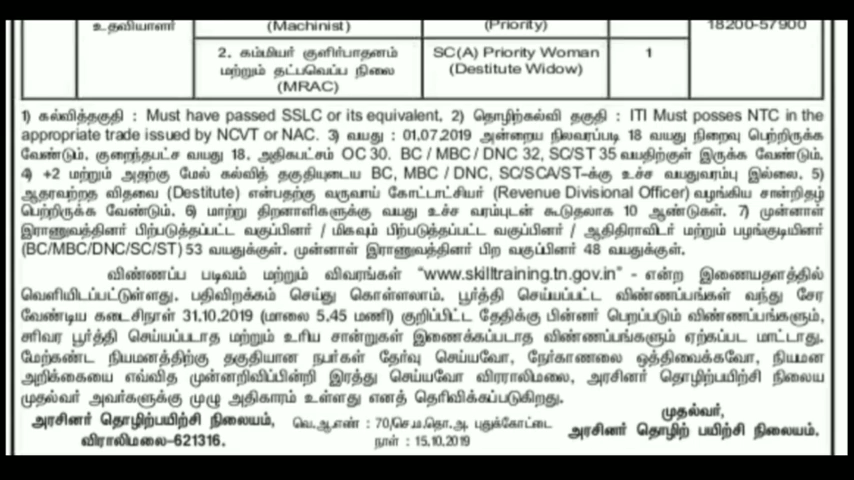 உதவியாளர்
(Machinist)
(Priority)
18200-57900
2. கம்மியர் குளிர்பாதனம்
மற்றும் தட்பவெப்ப நிலை
(MRAC)
SC(A) Priority Woman
(Destitute Widow)
1
1) கல்வித்தகுதி : Must have passed SSLC or its equivalent, 2) தொழிற்கல்வி தகுதி : ITI Must posses NTC in the
appropriate trade issued by NCVT or NAC. 3) வயது : 01.07.2019 அன்றைய நிலவரப்படி 18 வயது நிறைவு பெற்றிருக்க
வேண்டும். குறைந்தபட்ச வயது 18. அதிகபட்சம் OC 30. BC / MBC / DNC 32, SC/ST 35 வயதிற்குள் இருக்க வேண்டும்.
4) +2 மற்றும் அதற்கு மேல் கல்வித் தகுதியுடைய BC, MBC / DNC, SC/SCA/ST-க்கு உச்ச வயதுவரம்பு இல்லை. 5)
ஆதரவற்றத விதவை (Destitute) என்பதற்கு வருவாய் கோட்டாட்சியர் (Revenue Divisional Officer) வழங்கிய சான்றிதழ்
பெற்றிருக்க வேண்டும். 6) மாற்று திறனாளிகளுக்கு வயது உச்ச வரம்புடன் கூடுதலாக 10 ஆண்டுகள். 7) முன்னாள்
இராணுவத்தினர் பிற்படுத்தப்பட்ட வகுப்பினர் / மிகவும் பிற்படுத்தப்பட்ட வகுப்பினர் / ஆதிதிராவிடர் மற்றும் பழங்குடியினர்
(BC/MBC/DNC/SC/ST) 53 வயதுக்குள். முன்னாள் இராணுவத்தினர் பிற வகுப்பினர் 48 வயதுக்குள்.
விண்ணப்ப படிவம் மற்றும் விவரங்கள் "www.skilltraining.tn.gov.in" - என்ற இணையதளத்தில்
வெளியிடப்பட்டுள்ளது. பதிவிறக்கம் செய்து கொள்ளலாம். பூர்த்தி செய்யப்பட்ட விண்ணப்பங்கள் வந்து சேர
வேண்டிய கடைசிநாள் 31.10.2019 (மாலை 5.45 மணி) குறிப்பிட்ட தேதிக்கு பின்னர் பெறப்படும் விண்ணப்பங்களும்,
சரிவர பூர்த்தி செய்யப்படாத மற்றும் உரிய சான்றுகள் இணைக்கப்படாத விண்ணப்பங்களும் ஏற்கப்பட மாட்டாது.
மேற்கண்ட நியமனத்திற்கு தகுதியான நபர்கள் தேர்வு செய்யவோ, நேர்காணலை ஒத்திவைக்கவோ, நியமன
அறிக்கையை எவ்வித முன்னறிவிப்பின்றி இரத்து செய்யவோ விராலிமலை, அரசினர் தொழிற்பயிற்சி நிலைய
முதல்வர் அவர்களுக்கு முழு அதிகாரம் உள்ளது எனத் தெரிவிக்கப்படுகிறது.
அரசினர் தொழிற்பயிற்சி நிலையம்,
விராலிமலை-621316.
வெ.ஆ.எண் : 70/செ.ம.தொ.அ. புதுக்கோட்டை
நாள் : 15.10.2019
முதல்வர்,
அரசினர் தொழிற் பயிற்சி நிலையம்.